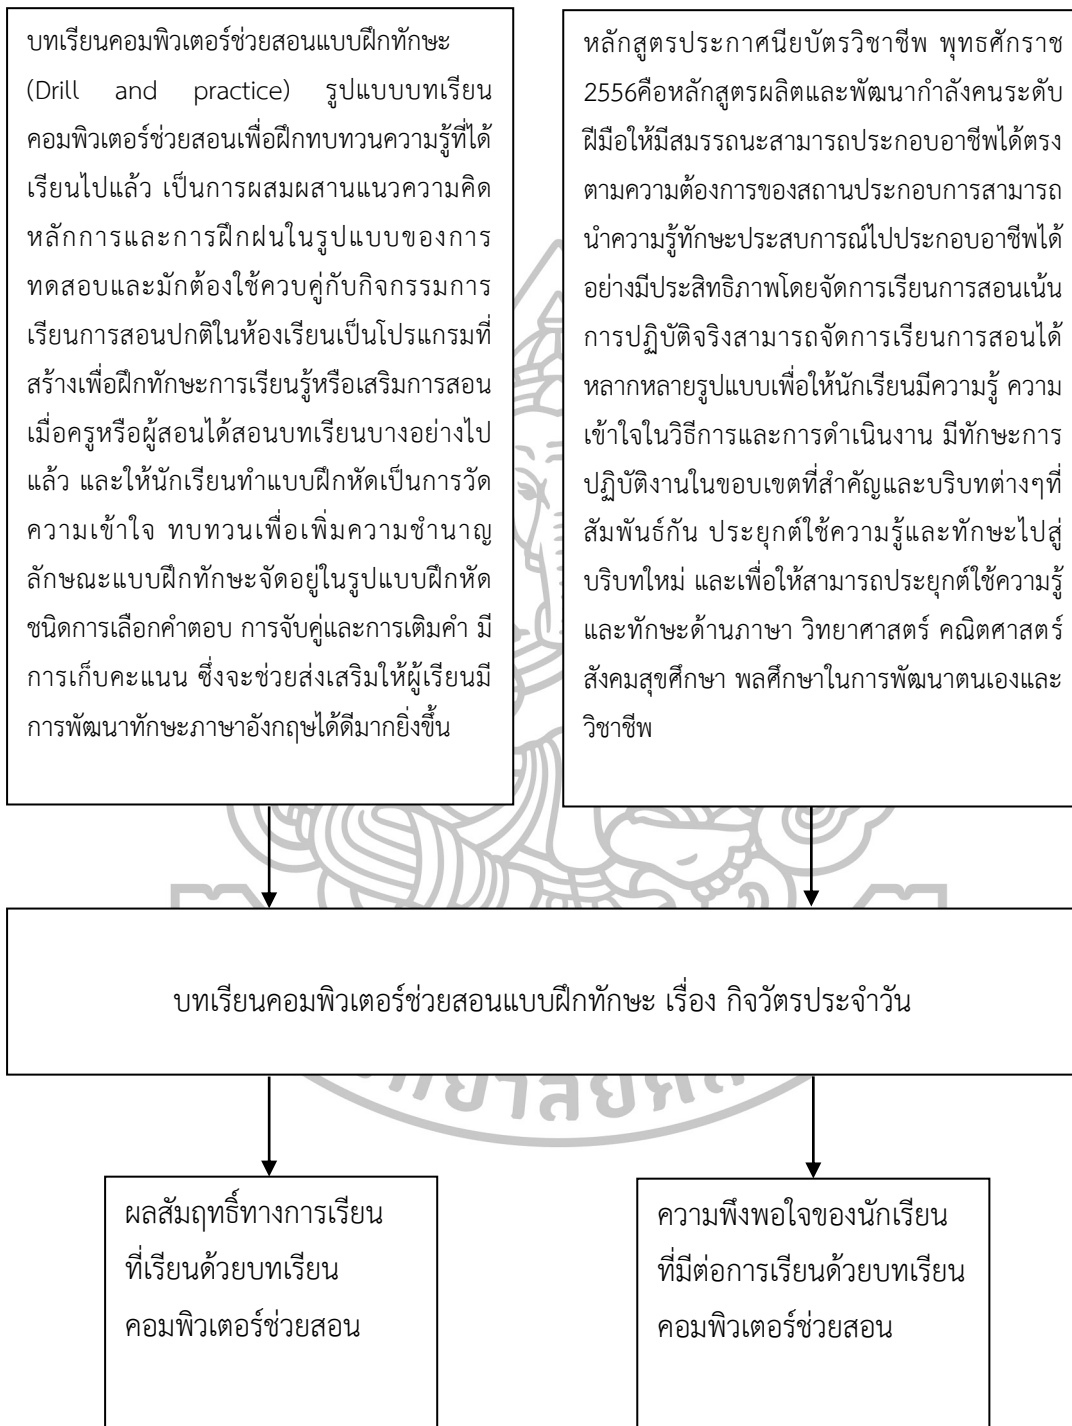 บทเรียนคอมพิวเตอร์ช่วยสอนแบบฝึกทักษะ
(Drill and practice) รูปแบบบทเรียน
คอมพิวเตอร์ช่วยสอนเพื่อฝึกทบทวนความรู้ที่ได้
เรียนไปแล้ว เป็นการผสมผสานแนวความคิด
หลักการและการฝึกฝนในรูปแบบของการ
ทดสอบและมักต้องใช้ควบคู่กับกิจกรรมการ
เรียนการสอนปกติในห้องเรียนเป็นโปรแกรมที่
สร้างเพื่อฝึกทักษะการเรียนรู้หรือเสริมการสอน
เมื่อครูหรือผู้สอนได้สอนบทเรียนบางอย่างไป
แล้ว และให้นักเรียนทำแบบฝึกหัดเป็นการวัด
ความเข้าใจ ทบทวนเพื่อเพิ่มความชำนาญ
ลักษณะแบบฝึกทักษะจัดอยู่ในรูปแบบฝึกหัด
ชนิดการเลือกคำตอบ การจับคู่และการเติมคำ มี
การเก็บคะแนน ซึ่งจะช่วยส่งเสริมให้ผู้เรียนมี
การพัฒนาทักษะภาษาอังกฤษได้ดีมากยิ่งขึ้น
หลักสูตรประกาศนียบัตรวิชาชีพ พุทธศักราช
2556คือหลักสูตรผลิตและพัฒนากำลังคนระดับ
ฝีมือให้มีสมรรถนะสามารถประกอบอาชีพได้ตรง
ตามความต้องการของสถานประกอบการสามารถ
นำความรู้ทักษะประสบการณ์ไปประกอบอาชีพได้
อย่างมีประสิทธิภาพโดยจัดการเรียนการสอนเน้น
การปฏิบัติจริงสามารถจัดการเรียนการสอนได้
หลากหลายรูปแบบเพื่อให้นักเรียนมีความรู้ ความ
เข้าใจในวิธีการและการดำเนินงาน มีทักษะการ
ปฏิบัติงานในขอบเขตที่สำคัญและบริบทต่างๆที่
สัมพันธ์กัน ประยุกต์ใช้ความรู้และทักษะไปสู่
บริบทใหม่ และเพื่อให้สามารถประยุกต์ใช้ความรู้
และทักษะด้านภาษา วิทยาศาสตร์ คณิตศาสตร์
สังคมสุขศึกษา พลศึกษาในการพัฒนาตนเองและ
วิชาชีพ
บทเรียนคอมพิวเตอร์ช่วยสอนแบบฝึกทักษะ เรื่อง กิจวัตรประจำวัน
ผลสัมฤทธิ์ทางการเรียน
ที่เรียนด้วยบทเรียน
คอมพิวเตอร์ช่วยสอน
ความพึงพอใจของนักเรียน
ที่มีต่อการเรียนด้วยบทเรียน
คอมพิวเตอร์ช่วยสอน